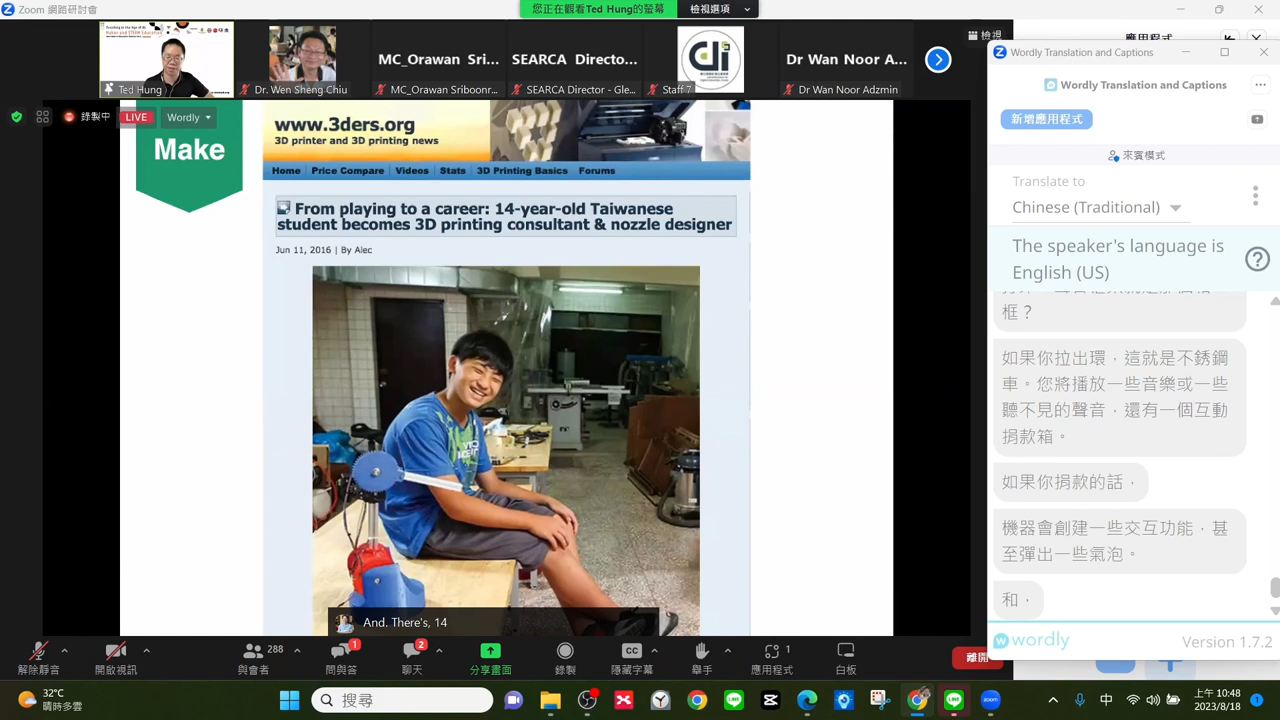 Zoom 網路研討會
您正在觀看Ted Hung的螢幕
檢視選項
Ted Hung
Dr. Wen Sheng Chiu
MC_Orawan Sri...
MC_Orawan Sriboonr...
SEARCA Directo...
SEARCA Director - Gle...
Staff 7
Dr Wan Noor A...
Dr Wan Noor Adzmin
檢視
應用程式
錄製中
LIVE
Wordly
Make
www.3ders.org
3D printer and 3D printing news
Home
Price Compare
Videos
Stats
3D Printing Basics
Forums
From playing to a career: 14-year-old Taiwanese
student becomes 3D printing consultant & nozzle designer
Jun 11, 2016 | By Alec
And. There's, 14
Wordly Translation and Captions
Wordly Translation and Captions
新增應用程式
來賓模式
Translate to
Chinese (Traditional)
The speaker's language is
English (US)
框？
如果你拉出環，這就是不銹鋼
車。您將播放一些音樂或一些
聽不見的聲音，還有一個互動
捐款箱。
如果你捐款的話，
機器會創建一些交互功能，甚
至彈出一些氣泡。
和，
wordly
Version 1.7.2
解除靜音
開啟視訊
288
與會者
1
問與答
2
聊天
分享畫面
錄製
CC
隱藏字幕
舉手
1
應用程式
白板
離開
32°C
晴時多雲
搜尋
中
上午 10:48
2023/8/18